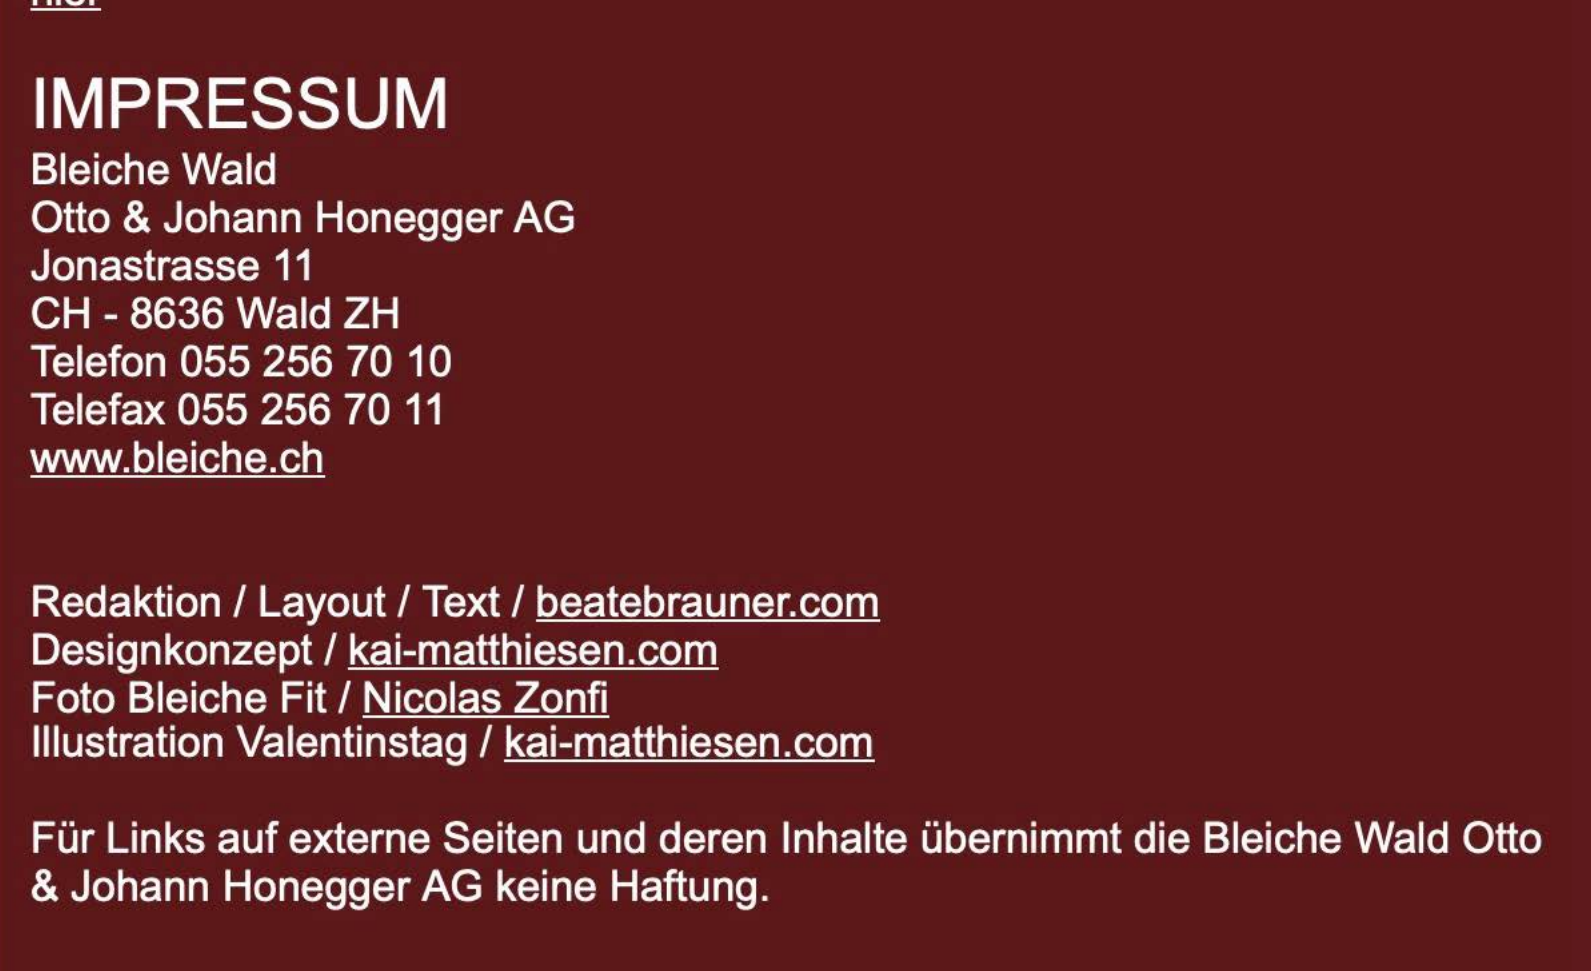 hier
IMPRESSUM
Bleiche Wald
Otto & Johann Honegger AG
Jonastrasse 11
CH - 8636 Wald ZH
Telefon 055 256 70 10
Telefax 055 256 70 11
www.bleiche.ch
Redaktion / Layout / Text / beatebrauner.com
Designkonzept / kai-matthiesen.com
Foto Bleiche Fit / Nicolas Zonfi
Illustration Valentinstag / kai-matthiesen.com
Für Links auf externe Seiten und deren Inhalte übernimmt die Bleiche Wald Otto
& Johann Honegger AG keine Haftung.